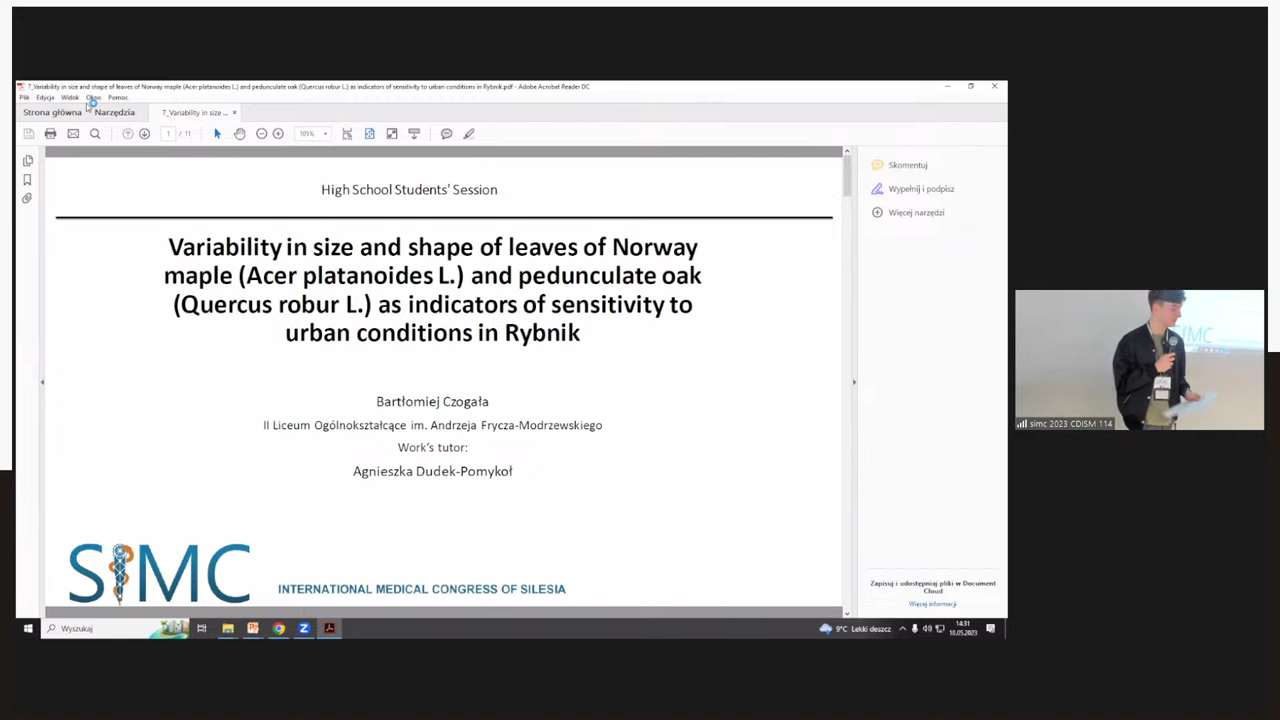 7_Variability in size and shape of leaves of Norway maple (Acer platanoides L.) and pedunculate oak (Quercus robur L.) as indicators of sensitivity to urban conditions in Rybnik.pdf - Adobe Acrobat Reader DC
Plik Edycja Widok Okno Pomoc
Strona główna Narzędzia 7_Variability in size ... ×
1 / 11 105%
High School Students' Session
Variability in size and shape of leaves of Norway
maple (Acer platanoides L.) and pedunculate oak
(Quercus robur L.) as indicators of sensitivity to
urban conditions in Rybnik
Bartłomiej Czogała
II Liceum Ogólnokształcące im. Andrzeja Frycza-Modrzewskiego
Work's tutor:
Agnieszka Dudek-Pomykoł
SiMC
INTERNATIONAL MEDICAL CONGRESS OF SILESIA
Skomentuj
Wypełnij i podpisz
Więcej narzędzi
Zapisuj i udostępniaj pliki w Document
Cloud
Więcej informacji
SiMC
simc 2023 CDISM 114
Wyszukaj
9°C Lekki deszcz
14:31
18.05.2023